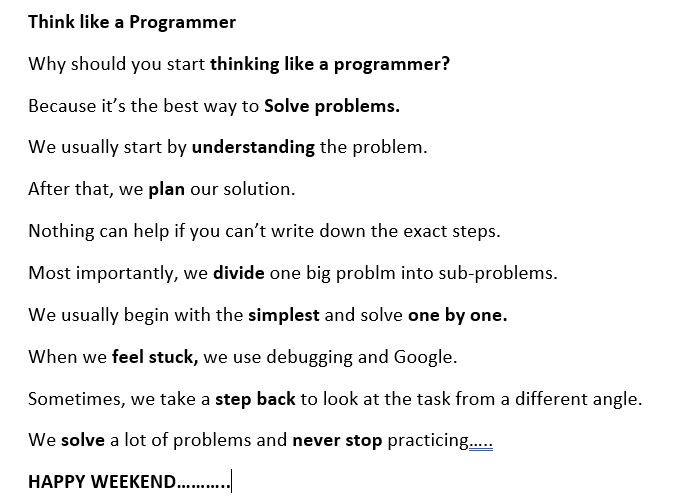 Think like a Programmer
Why should you start thinking like a programmer?
Because it’s the best way to Solve problems.
We usually start by understanding the problem.
After that, we plan our solution.
Nothing can help if you can’t write down the exact steps.
Most importantly, we divide one big problm into sub-problems.
We usually begin with the simplest and solve one by one.
When we feel stuck, we use debugging and Google.
Sometimes, we take a step back to look at the task from a different angle.
We solve a lot of problems and never stop practicing…..
HAPPY WEEKEND………..